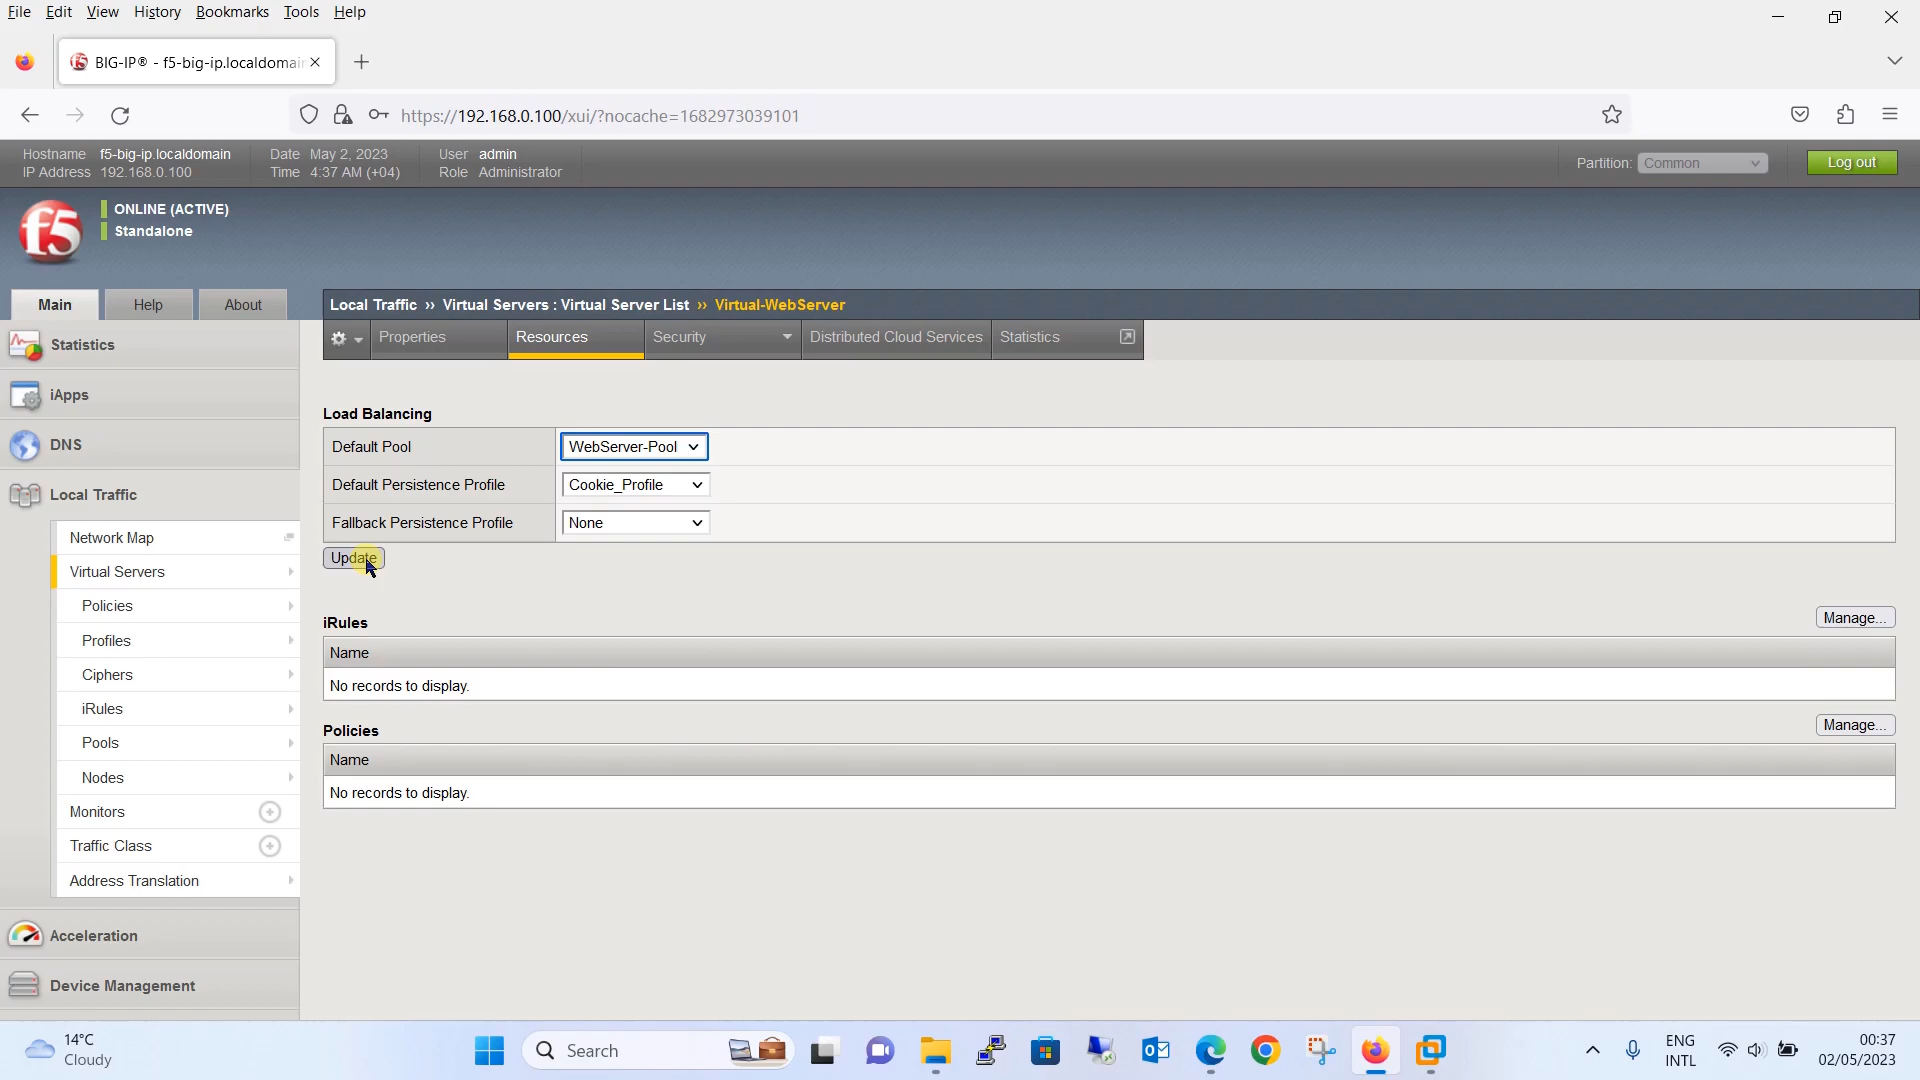 File Edit View History Bookmarks Tools Help
BIG-IP® - f5-big-ip.localdomain
https://192.168.0.100/xui/?nocache=1682973039101
Hostname f5-big-ip.localdomain Date May 2, 2023 User admin
IP Address 192.168.0.100 Time 4:37 AM (+04) Role Administrator
Partition: Common Log out
f5
ONLINE (ACTIVE)
Standalone
Main Help About
Local Traffic ›› Virtual Servers : Virtual Server List ›› Virtual-WebServer
Properties Resources Security Distributed Cloud Services Statistics
Statistics
iApps
DNS
Local Traffic
Network Map
Virtual Servers
Policies
Profiles
Ciphers
iRules
Pools
Nodes
Monitors
Traffic Class
Address Translation
Acceleration
Device Management
Load Balancing
Default Pool WebServer-Pool
Default Persistence Profile Cookie_Profile
Fallback Persistence Profile None
Update
iRules Manage...
Name
No records to display.
Policies Manage...
Name
No records to display.
14°C
Cloudy
Search
ENG
INTL
00:37
02/05/2023